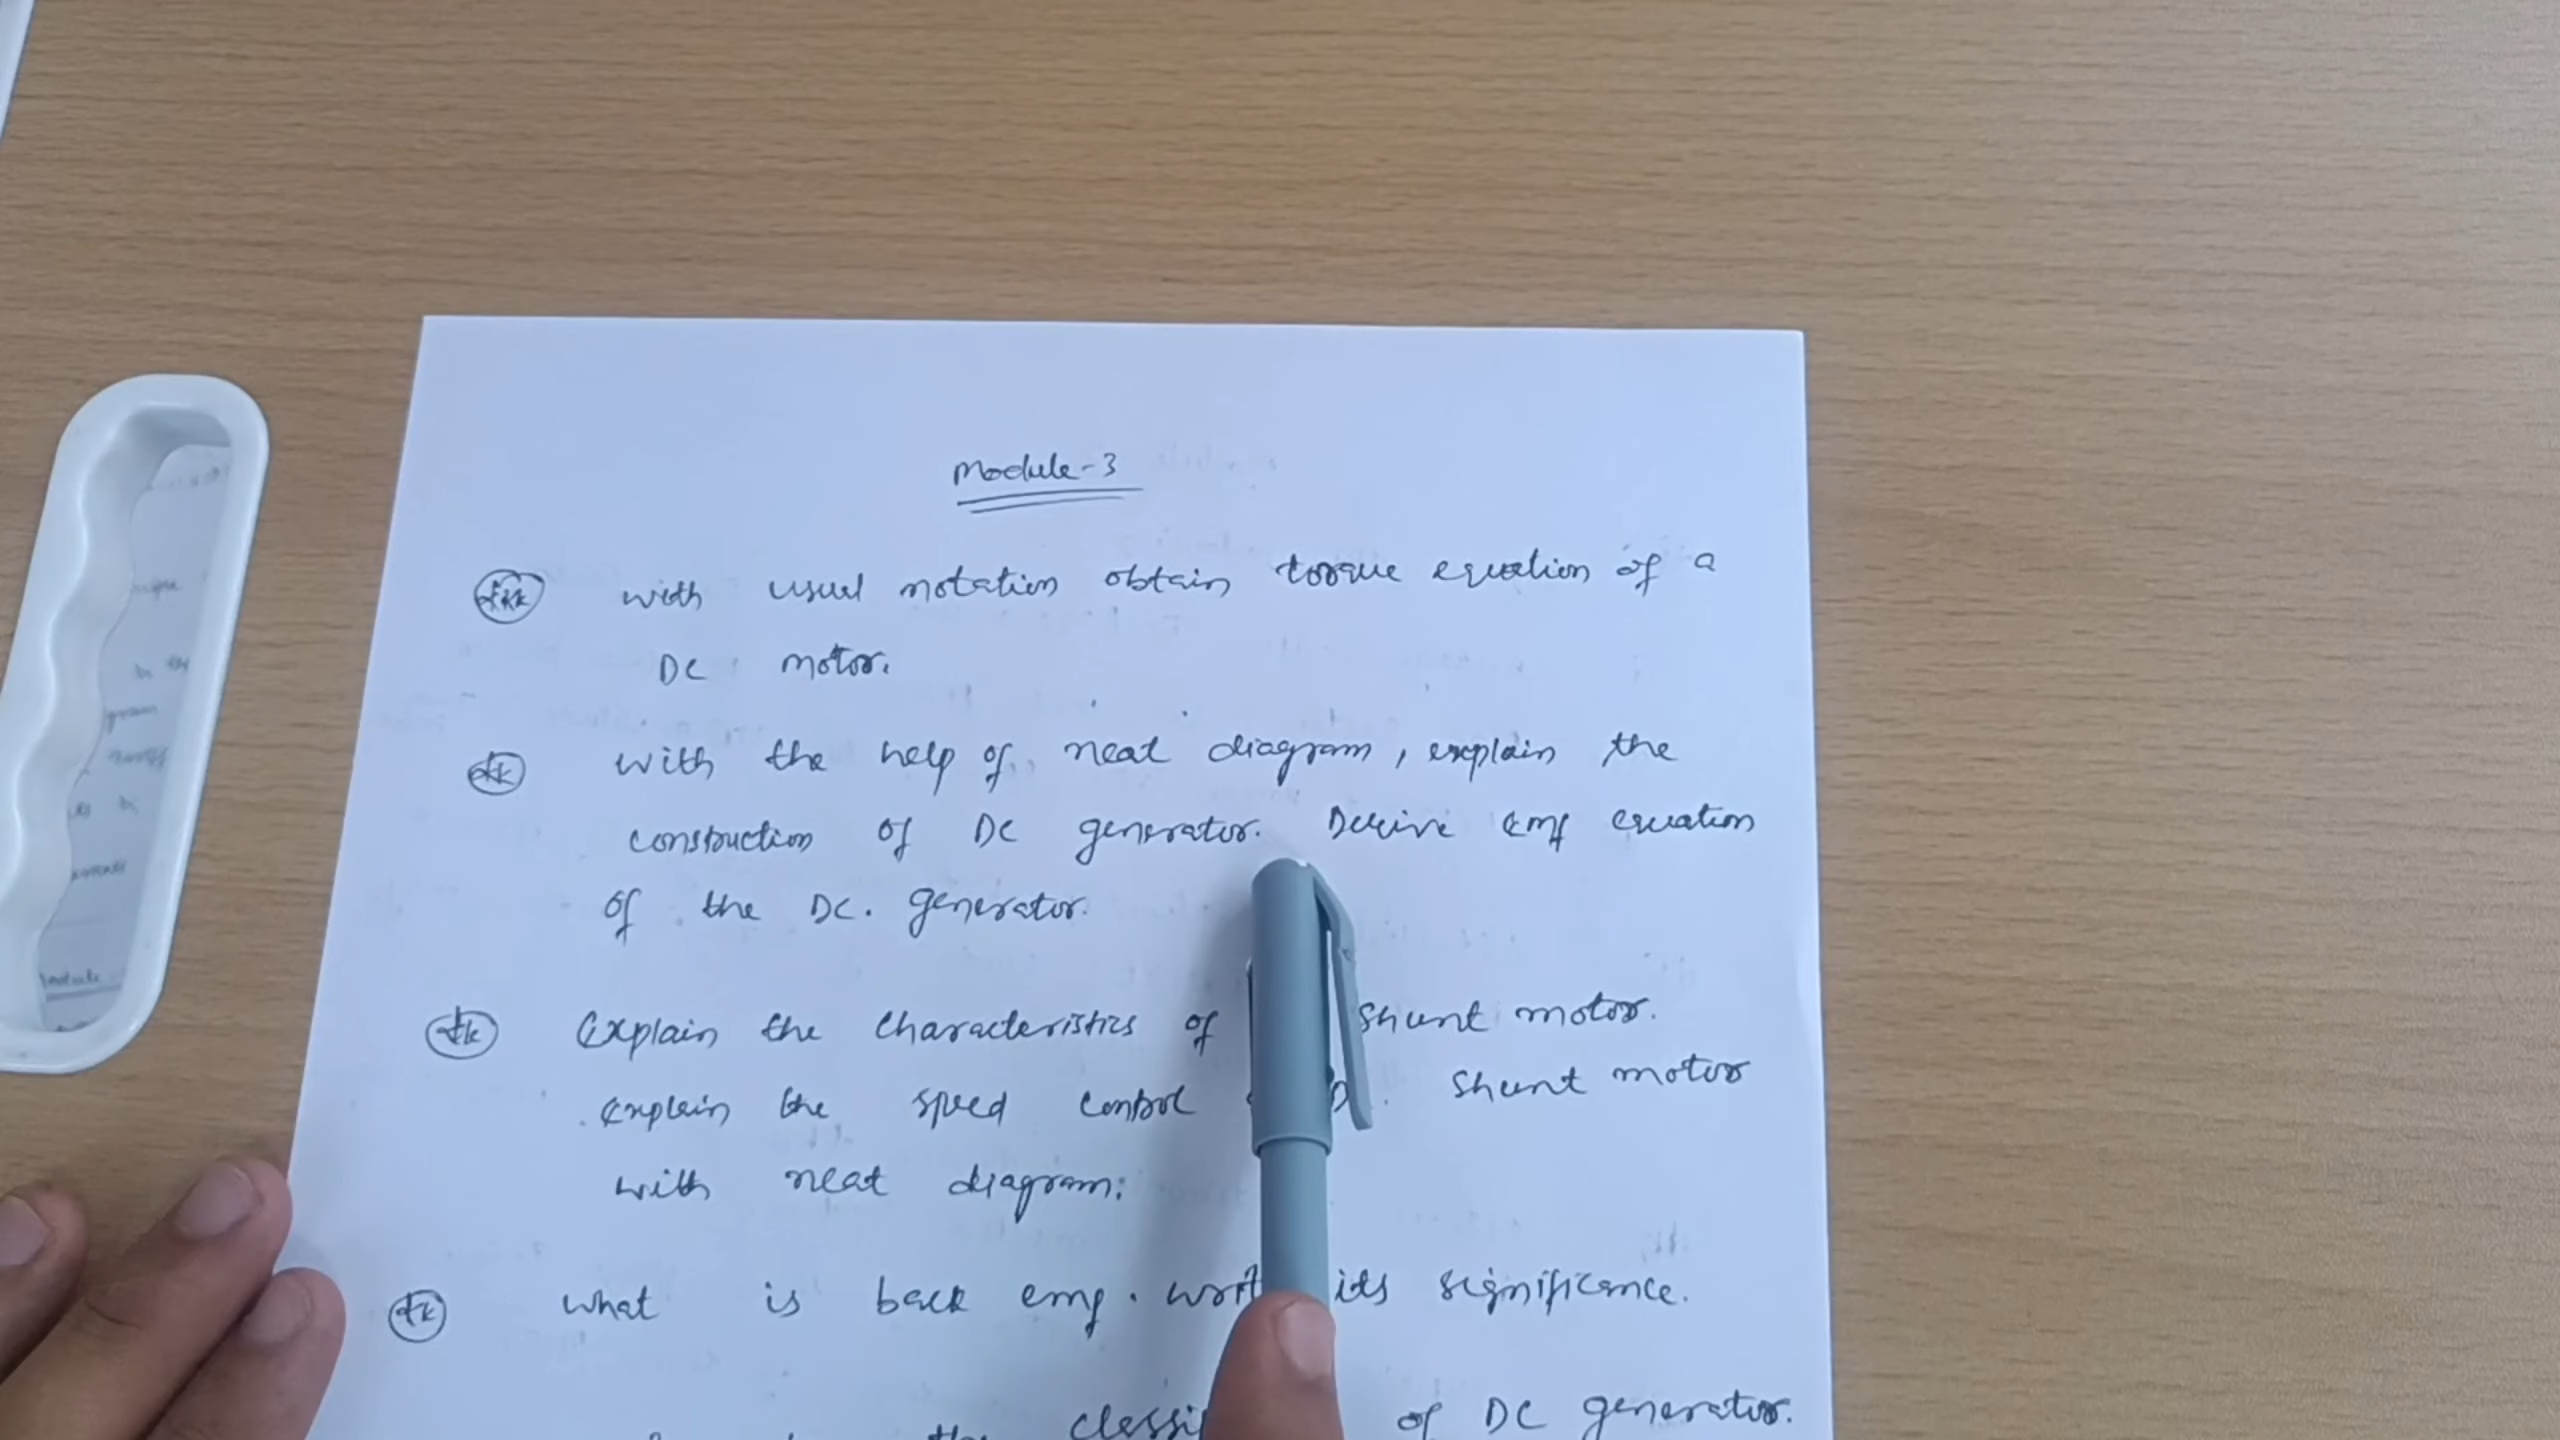 Module-3
with usual notation obtain torque equation of a
DC motor.
with the help of neat diagram, explain the
construction of DC generator. Derive emf equation
of the DC. generator.
Explain the characteristics of shunt motor.
explain the speed control shunt motor
with neat diagram:
what is back emf. its significance.
of DC generator.